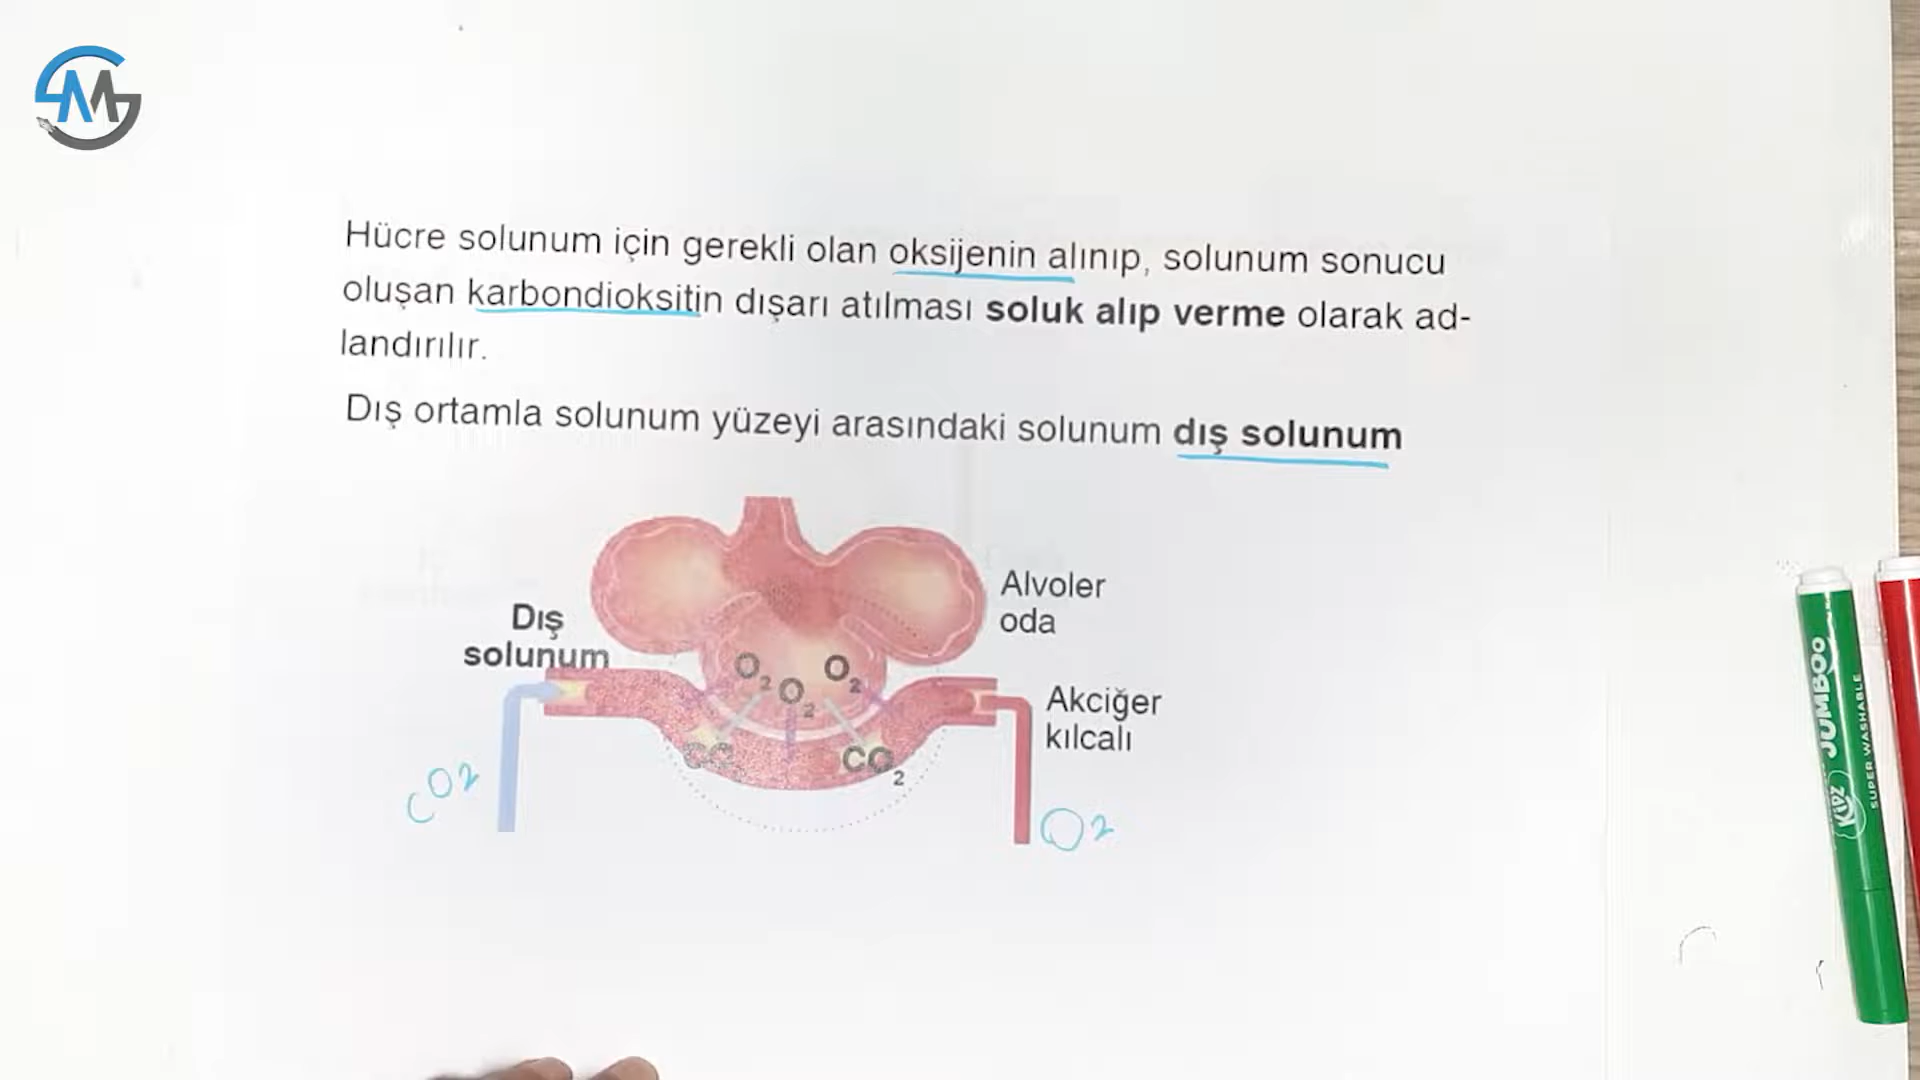 Hücre solunum için gerekli olan oksijenin alınıp, solunum sonucu
oluşan karbondioksitin dışarı atılması soluk alıp verme olarak ad-
landırılır.
Dış ortamla solunum yüzeyi arasındaki solunum dış solunum
Alvoler
oda
Dış
solunum
O2 O2 O2
Akciğer
kılcalı
CO2
CO2
O2
KIDZ JUMBOO
SUPER WASHABLE